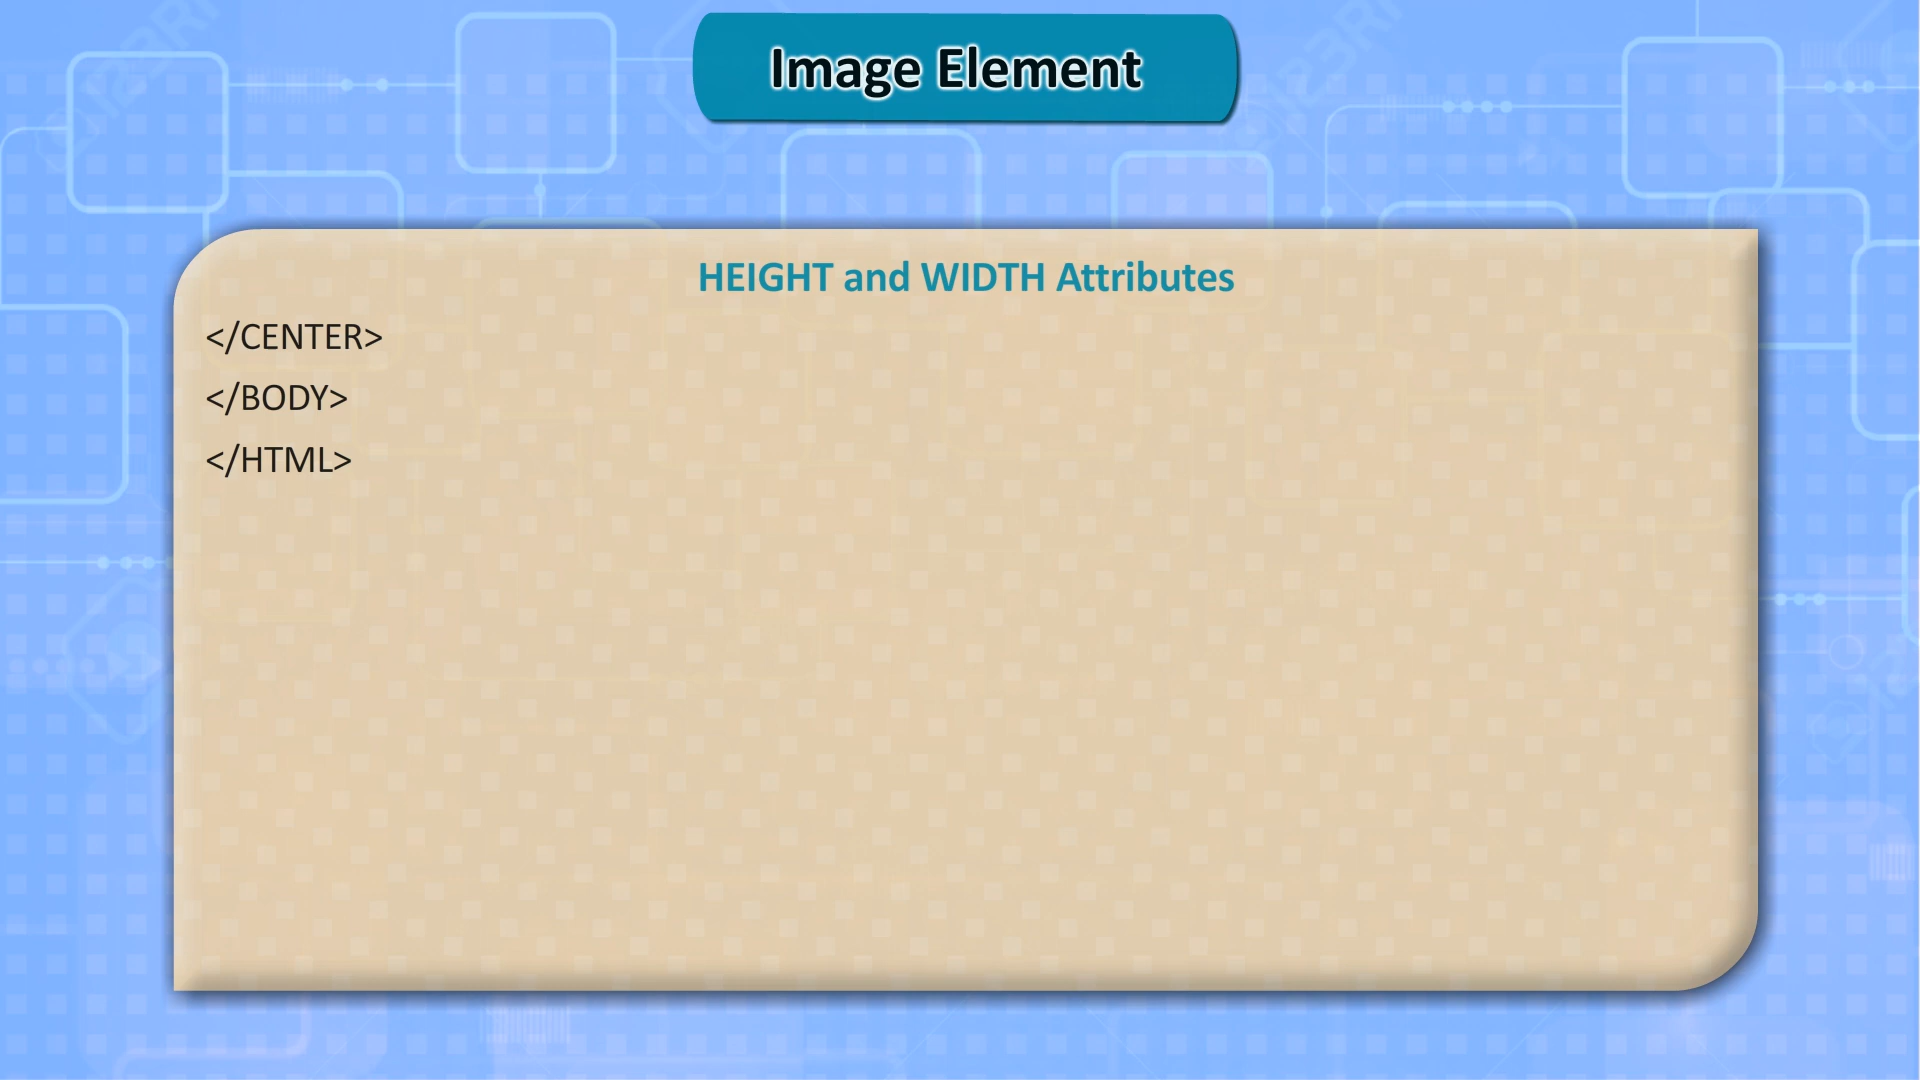 Image Element
HEIGHT and WIDTH Attributes
</CENTER>
</BODY>
</HTML>